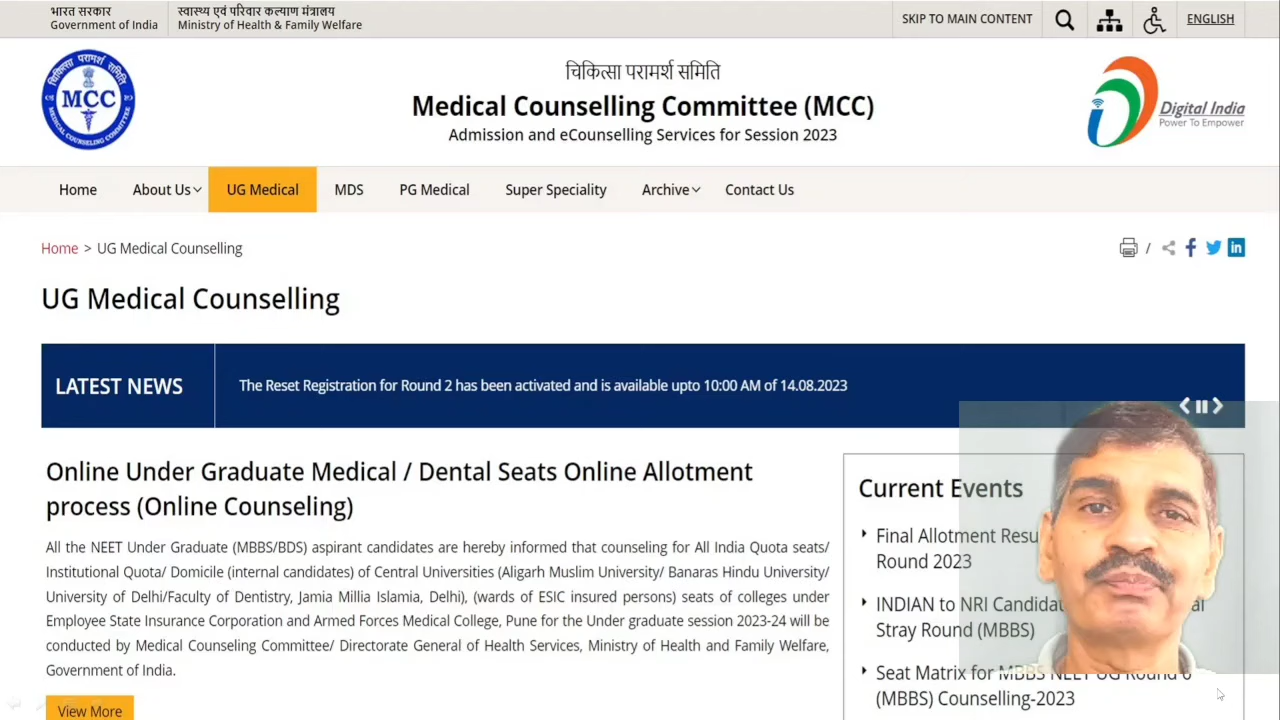 भारत सरकार
Government of India
स्वास्थ्य एवं परिवार कल्याण मंत्रालय
Ministry of Health & Family Welfare
SKIP TO MAIN CONTENT
ENGLISH
चिकित्सा परामर्श समिति
MCC
MEDICAL COUNSELLING COMMITTEE
चिकित्सा परामर्श समिति
Medical Counselling Committee (MCC)
Admission and eCounselling Services for Session 2023
Digital India
Power To Empower
Home About Us UG Medical MDS PG Medical Super Speciality Archive Contact Us
Home > UG Medical Counselling
/
UG Medical Counselling
LATEST NEWS
The Reset Registration for Round 2 has been activated and is available upto 10:00 AM of 14.08.2023
Online Under Graduate Medical / Dental Seats Online Allotment
process (Online Counseling)
All the NEET Under Graduate (MBBS/BDS) aspirant candidates are hereby informed that counseling for All India Quota seats/
Institutional Quota/ Domicile (internal candidates) of Central Universities (Aligarh Muslim University/ Banaras Hindu University/
University of Delhi/Faculty of Dentistry, Jamia Millia Islamia, Delhi), (wards of ESIC insured persons) seats of colleges under
Employee State Insurance Corporation and Armed Forces Medical College, Pune for the Under graduate session 2023-24 will be
conducted by Medical Counseling Committee/ Directorate General of Health Services, Ministry of Health and Family Welfare,
Government of India.
View More
Current Events
Final Allotment
Round 2023
INDIAN to NRI
Stray Round (MBBS)
Seat Matrix for MBBS NEET UG Round
(MBBS) Counselling-2023